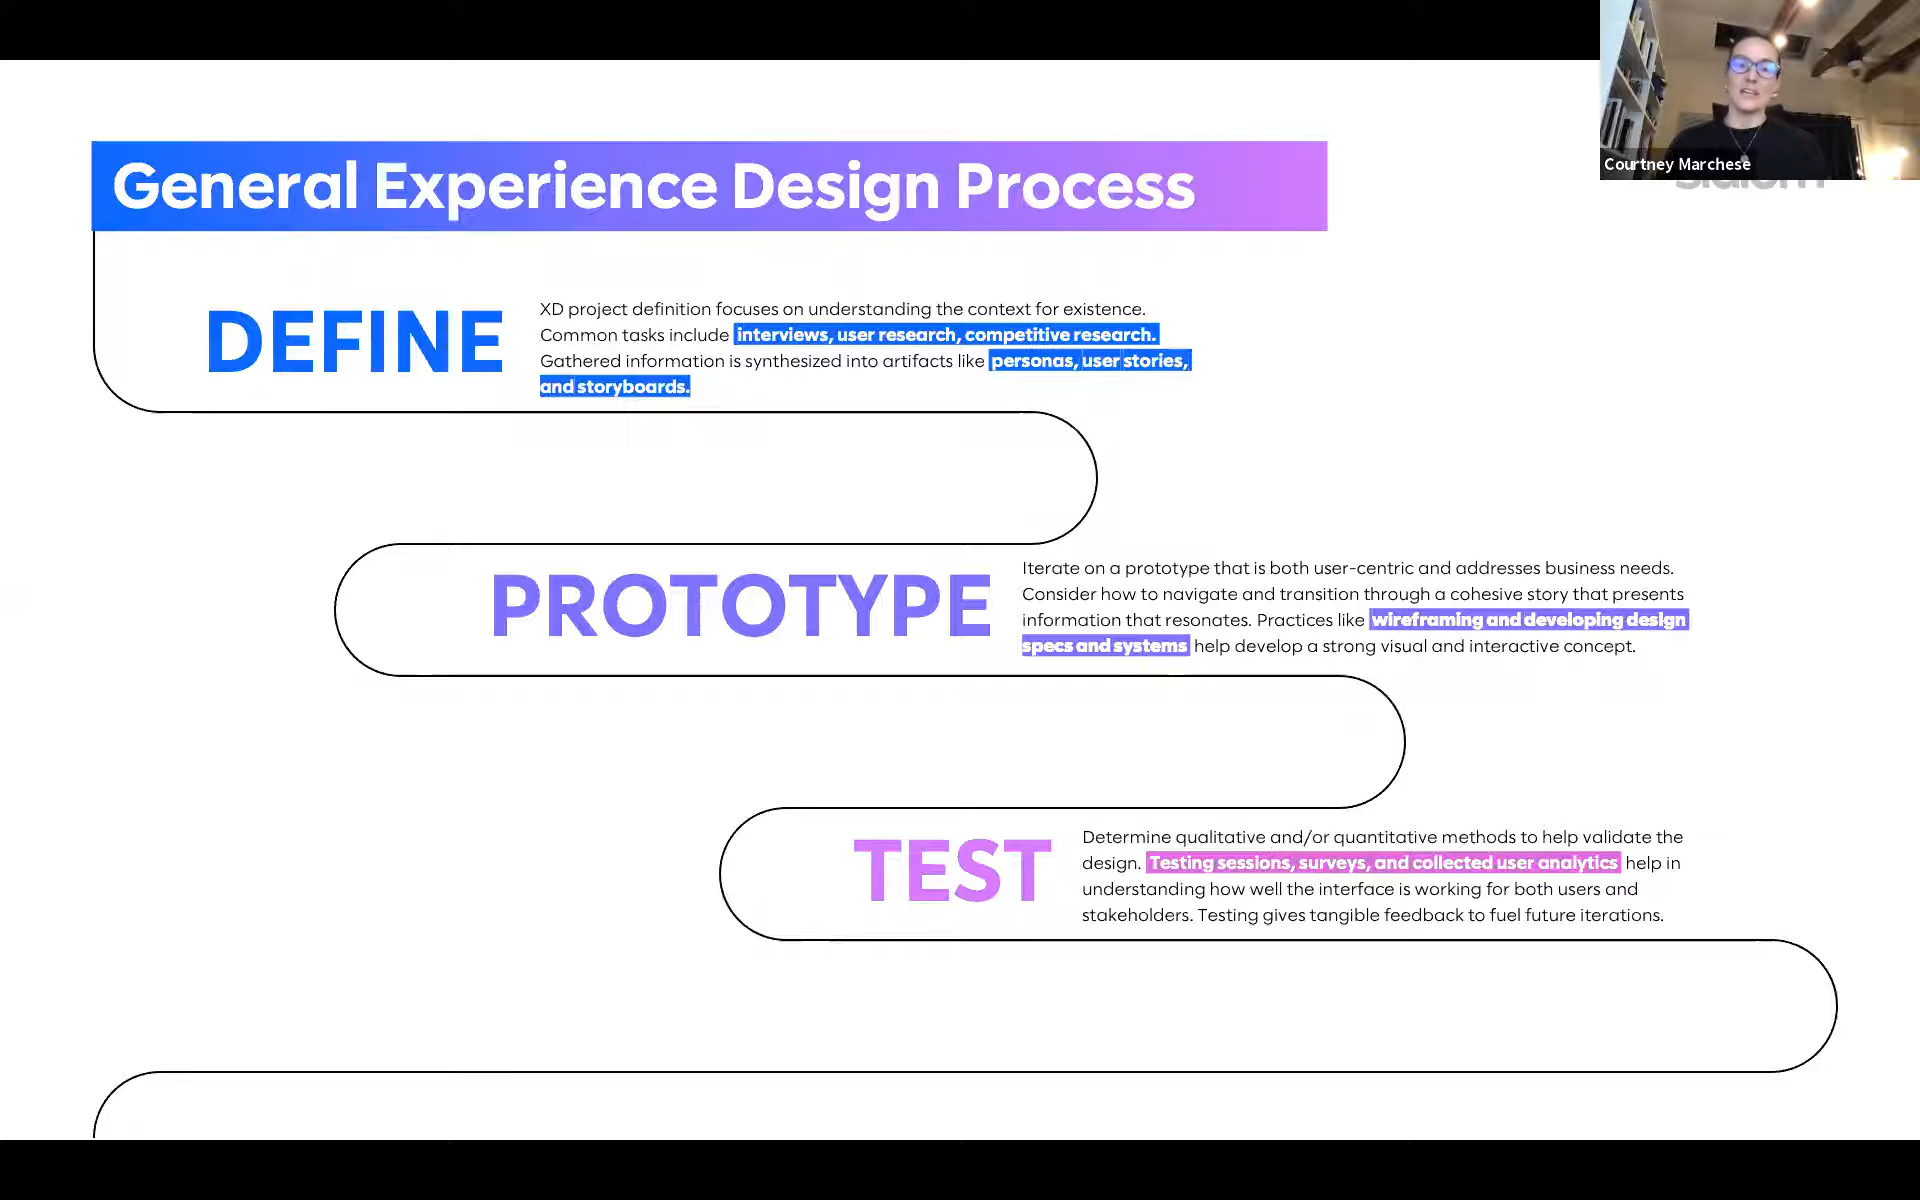 General Experience Design Process
Courtney Marchese
DEFINE
XD project definition focuses on understanding the context for existence.
Common tasks include interviews, user research, competitive research.
Gathered information is synthesized into artifacts like personas, user stories,
and storyboards.
PROTOTYPE
Iterate on a prototype that is both user-centric and addresses business needs.
Consider how to navigate and transition through a cohesive story that presents
information that resonates. Practices like wireframing and developing design
specs and systems help develop a strong visual and interactive concept.
TEST
Determine qualitative and/or quantitative methods to help validate the
design. Testing sessions, surveys, and collected user analytics help in
understanding how well the interface is working for both users and
stakeholders. Testing gives tangible feedback to fuel future iterations.